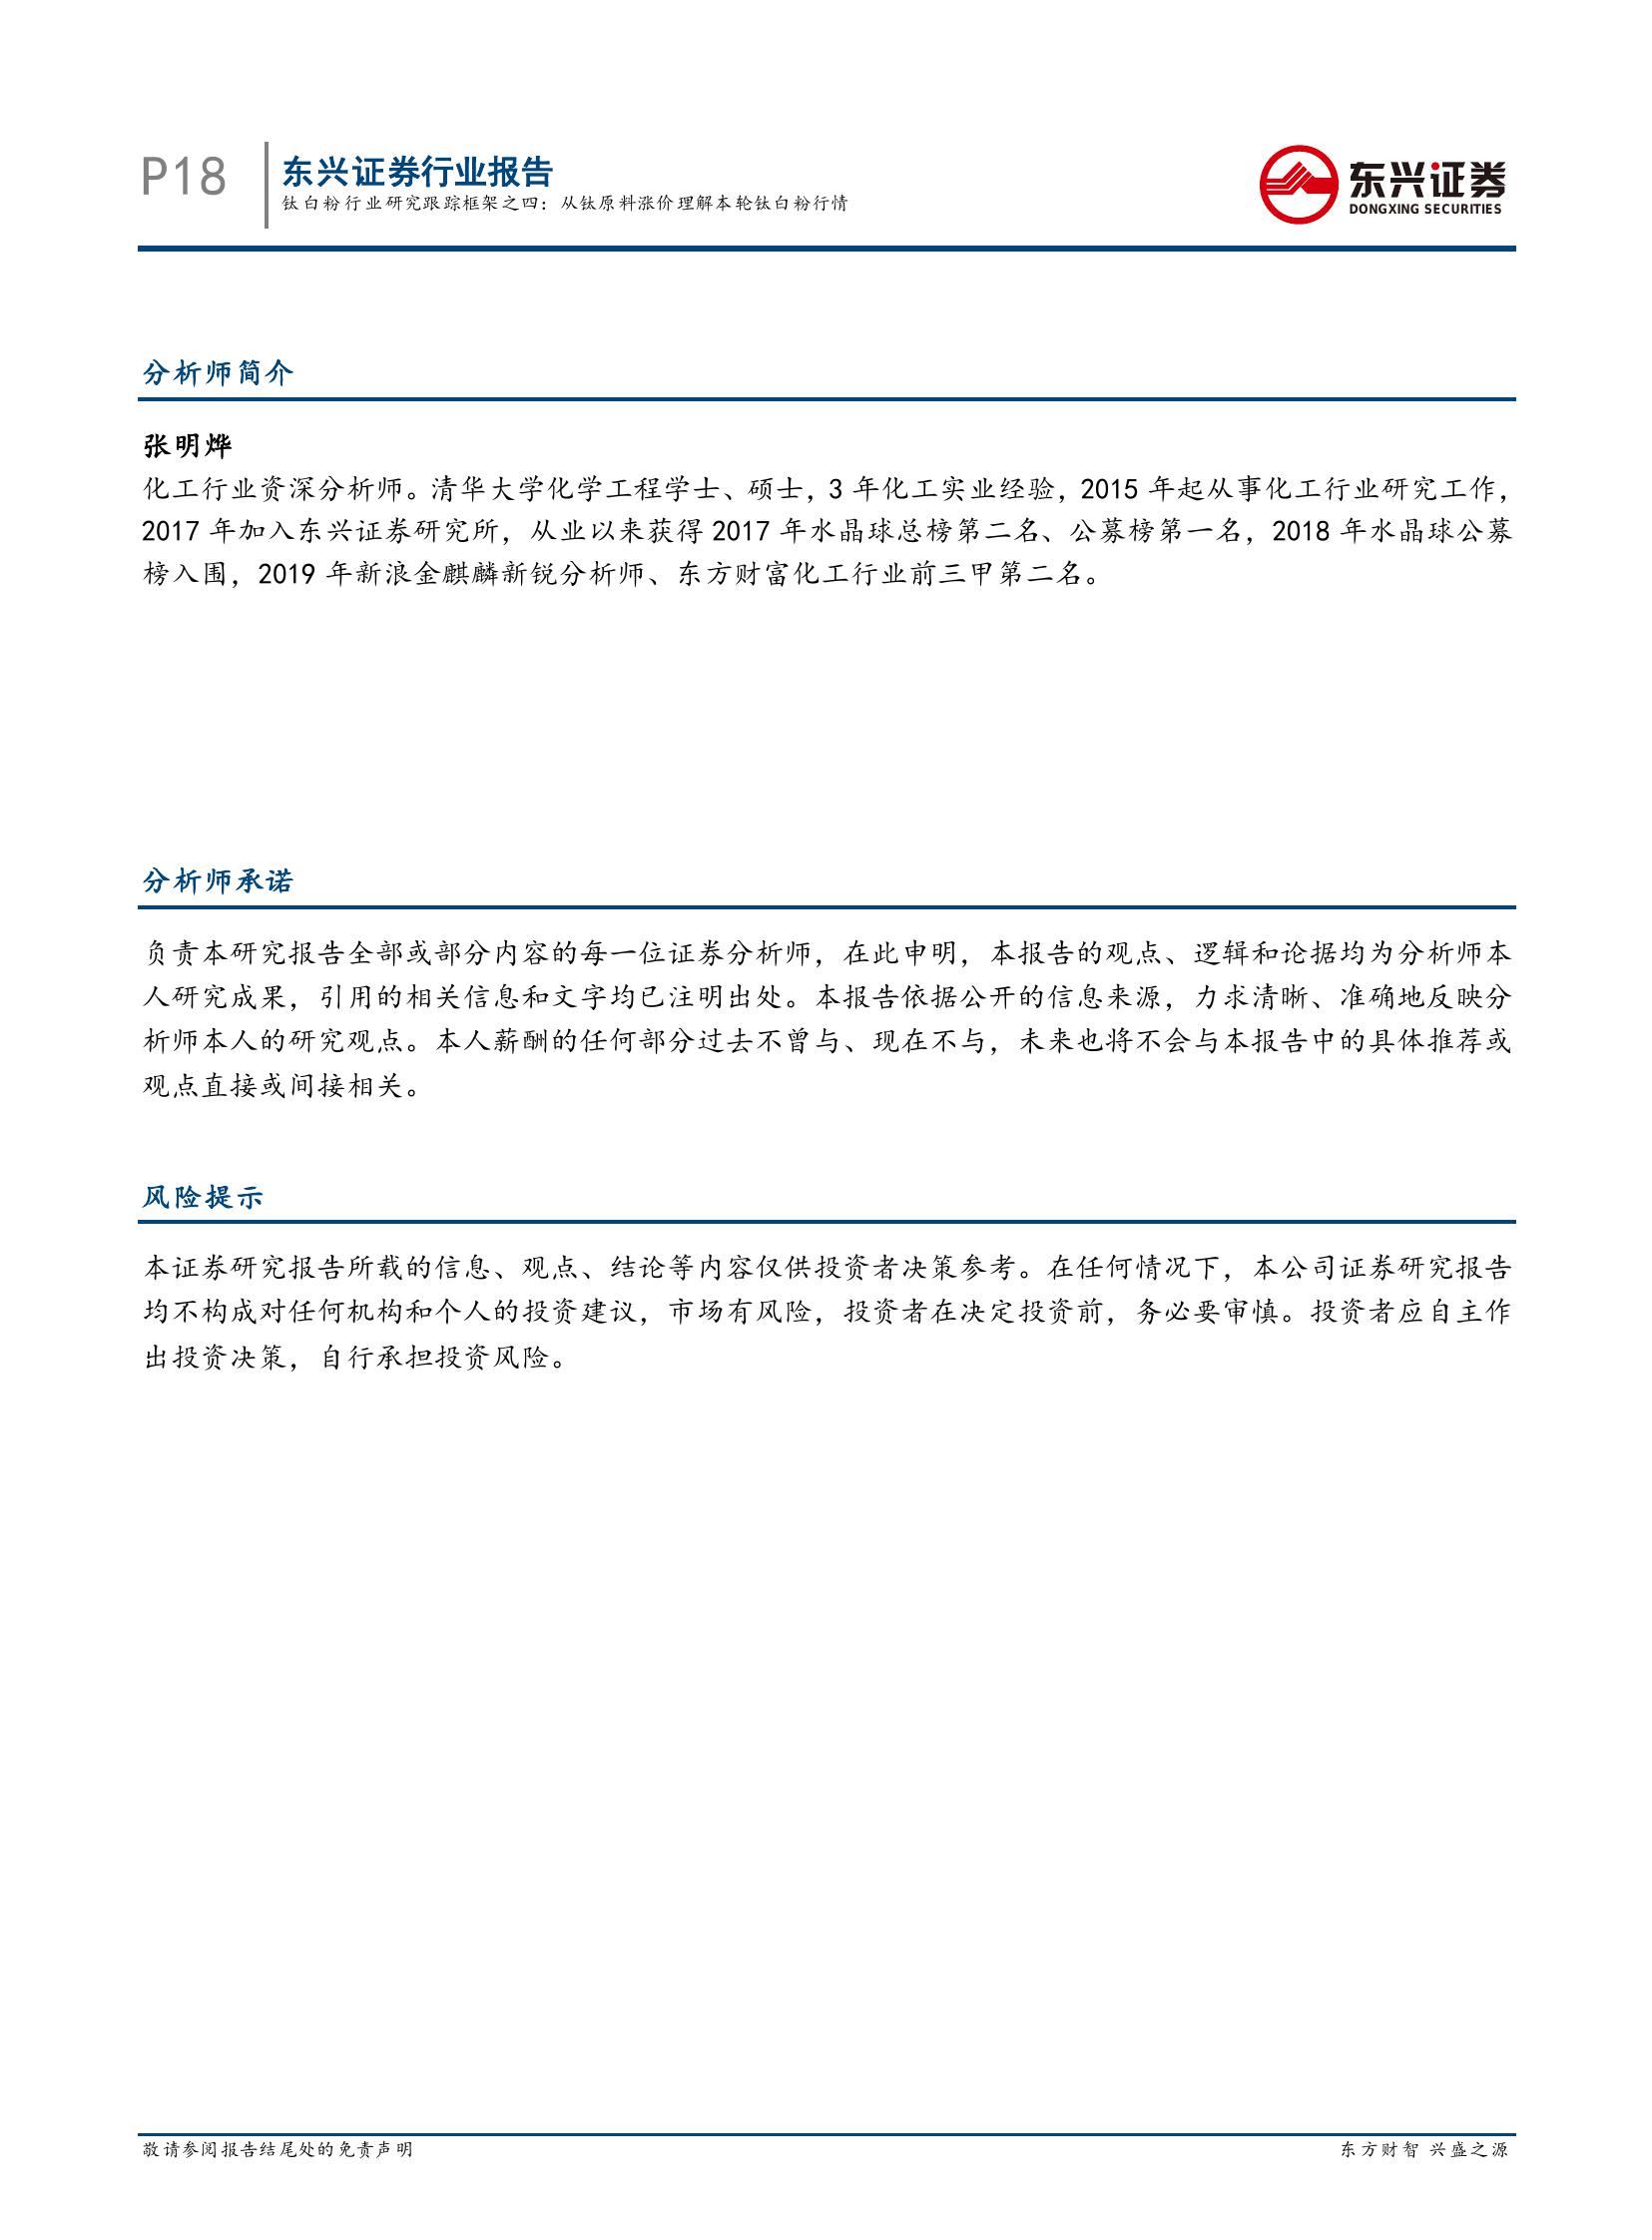 P18
东兴证券行业报告
钛白粉行业研究跟踪框架之四：从钛原料涨价理解本轮钛白粉行情
东兴证券
DONGXING SECURITIES
分析师简介
张明烨
化工行业资深分析师。清华大学化学工程学士、硕士，3 年化工实业经验，2015 年起从事化工行业研究工作，
2017 年加入东兴证券研究所，从业以来获得 2017 年水晶球总榜第二名、公募榜第一名，2018 年水晶球公募
榜入围，2019 年新浪金麒麟新锐分析师、东方财富化工行业前三甲第二名。
分析师承诺
负责本研究报告全部或部分内容的每一位证券分析师，在此申明，本报告的观点、逻辑和论据均为分析师本
人研究成果，引用的相关信息和文字均已注明出处。本报告依据公开的信息来源，力求清晰、准确地反映分
析师本人的研究观点。本人薪酬的任何部分过去不曾与、现在不与，未来也将不会与本报告中的具体推荐或
观点直接或间接相关。
风险提示
本证券研究报告所载的信息、观点、结论等内容仅供投资者决策参考。在任何情况下，本公司证券研究报告
均不构成对任何机构和个人的投资建议，市场有风险，投资者在决定投资前，务必要审慎。投资者应自主作
出投资决策，自行承担投资风险。
敬请参阅报告结尾处的免责声明
东方财智 兴盛之源